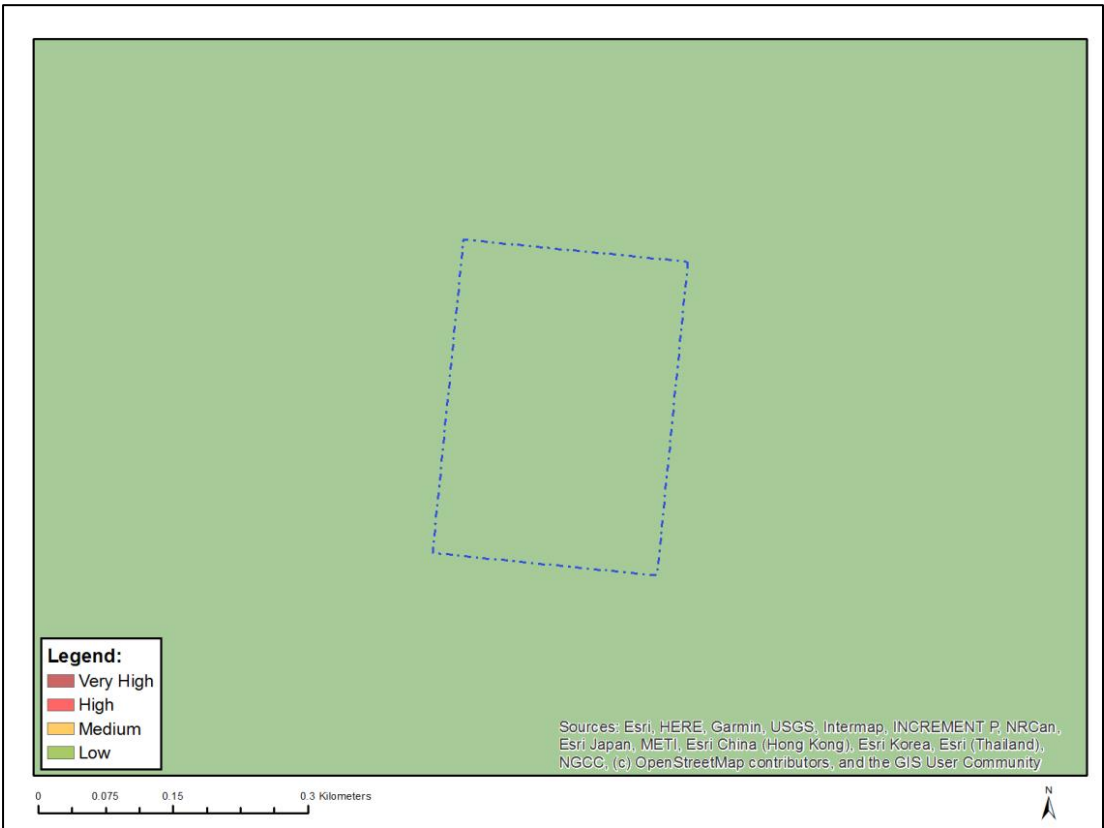 Legend:
Very High
High
Medium
Low
Sources: Esri, HERE, Garmin, USGS, Intermap, INCREMENT P, NRCan,
Esri Japan, METI, Esri China (Hong Kong), Esri Korea, Esri (Thailand),
NGCC, (c) OpenStreetMap contributors, and the GIS User Community
0 0.075 0.15 0.3 Kilometers
N